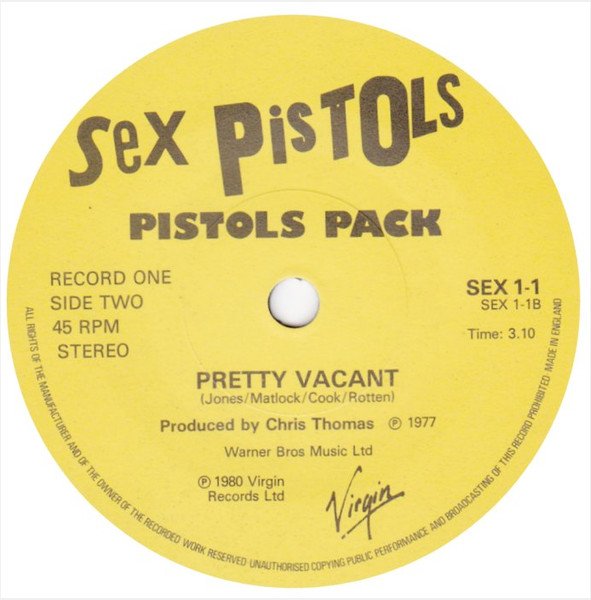 Sex PiSTOLs
PISTOLS PACK
RECORD ONE
SIDE TWO
45 RPM
STEREO
SEX 1-1
SEX 1-1B
Time: 3.10
PRETTY VACANT
(Jones/Matlock/Cook/Rotten)
Produced by Chris Thomas ℗ 1977
Warner Bros Music Ltd
℗ 1980 Virgin
Records Ltd
Virgin
ALL RIGHTS OF THE MANUFACTURER AND OF THE OWNER OF THE RECORDED WORK RESERVED UNAUTHORISED COPYING PUBLIC PERFORMANCE AND BROADCASTING OF THIS RECORD PROHIBITED MADE IN ENGLAND